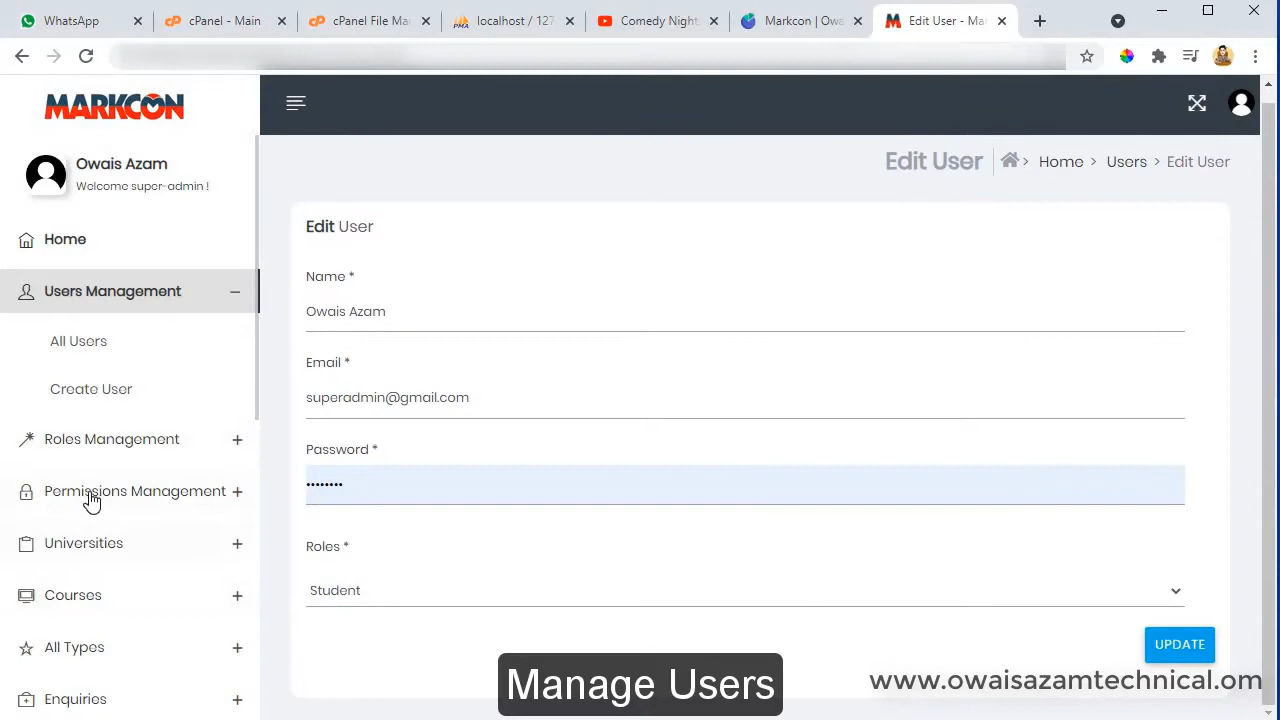 WhatsApp
cPanel - Main
cPanel File Ma
localhost / 127
Comedy Night
Markcon | Owa
Edit User - Ma
MARKCON
Owais Azam
Welcome super-admin !
Home
Users Management
All Users
Create User
Roles Management
Permissions Management
Universities
Courses
All Types
Enquiries
Edit User
Home > Users > Edit User
Edit User
Name *
Owais Azam
Email *
superadmin@gmail.com
Password *
••••••••
Roles *
Student
UPDATE
Manage Users
www.owaisazamtechnical.om